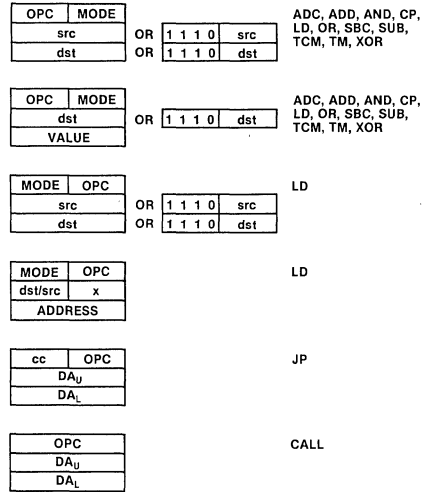 OPC MODE ADC, ADD, AND, CP,
src OR 1 1 1 0 src LD, OR, SBC, SUB,
dst OR 1 1 1 0 dst TCM, TM, XOR
OPC MODE ADC, ADD, AND, CP,
dst OR 1 1 1 0 dst LD, OR, SBC, SUB,
VALUE TCM, TM, XOR
MODE OPC LD
src OR 1 1 1 0 src
dst OR 1 1 1 0 dst
MODE OPC LD
dst/src x
ADDRESS
cc OPC JP
DAU
DAL
OPC CALL
DAU
DAL